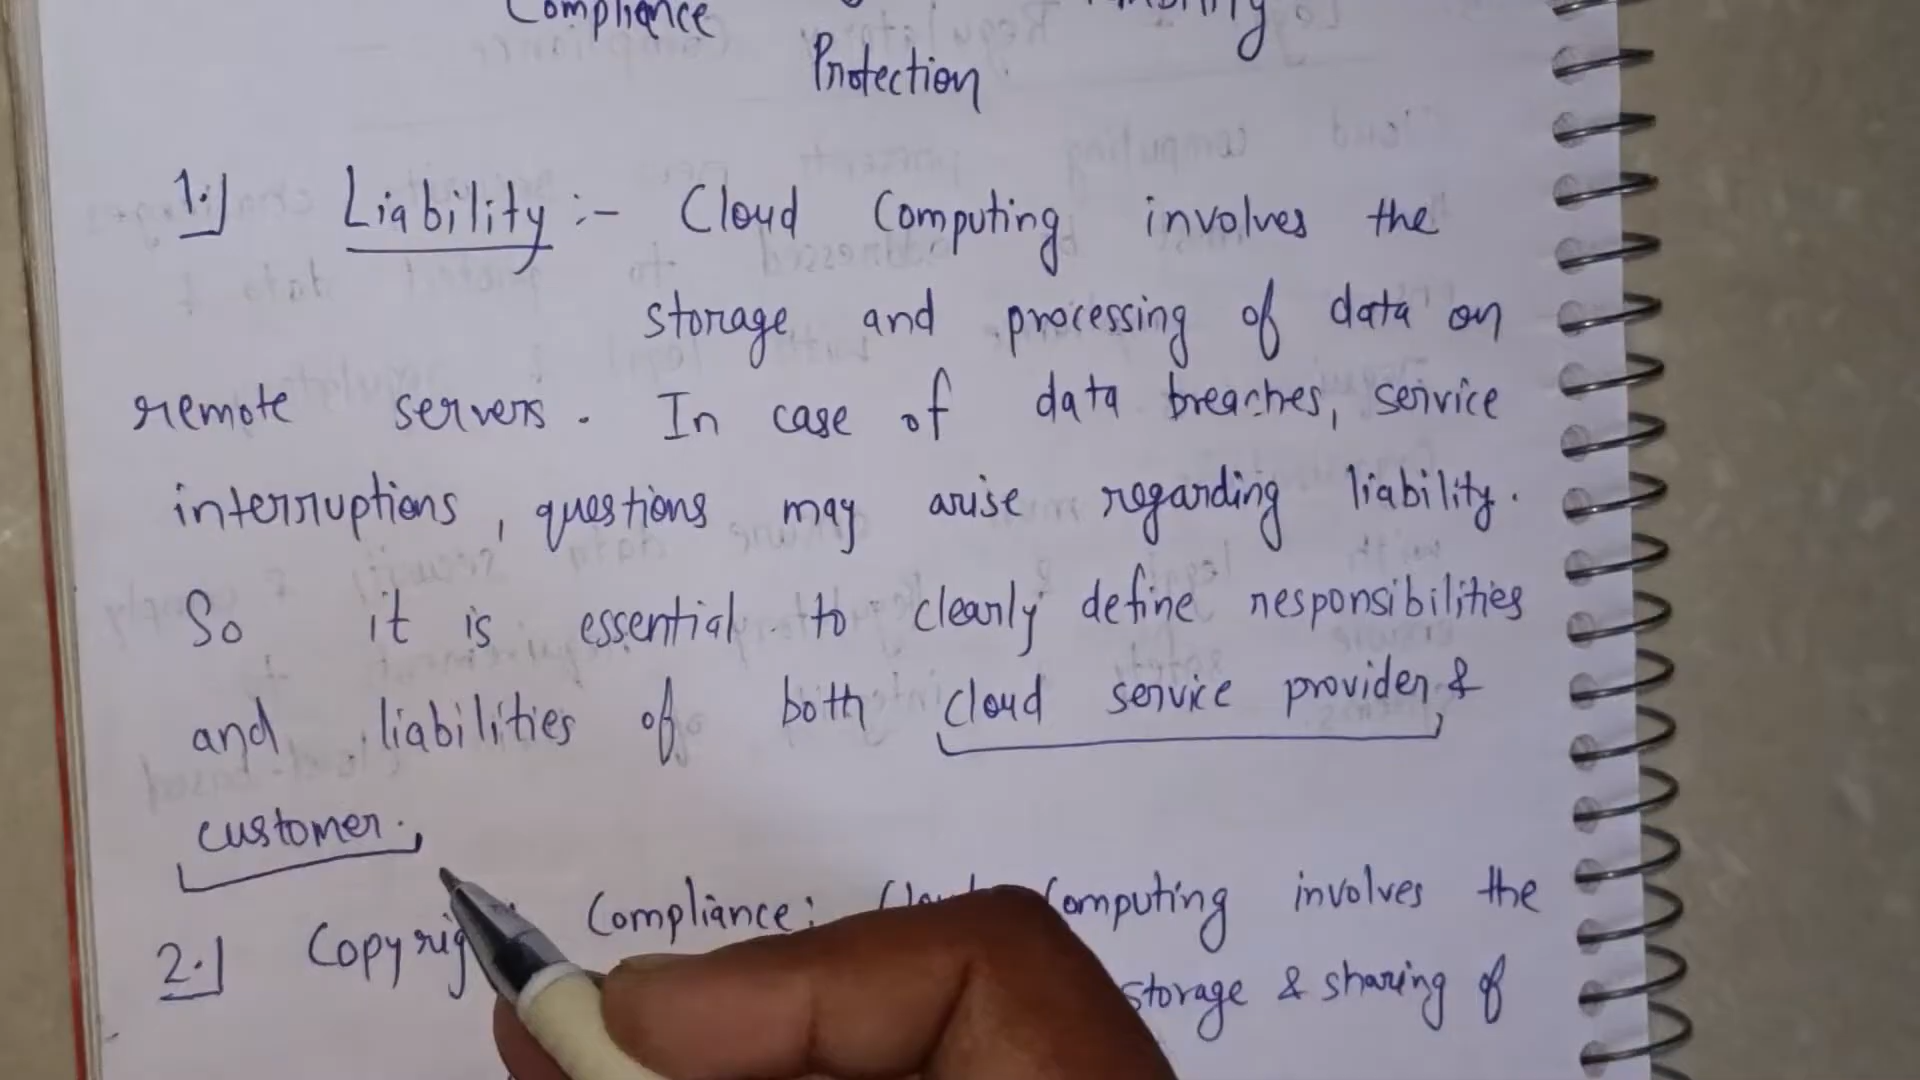 Compliance
Protection
1.] Liability :- Cloud Computing involves the
storage and processing of data on
remote servers. In case of data breaches, service
interruptions, questions may arise regarding liability.
So it is essential to clearly define responsibilities
and liabilities of both cloud service provider &
customer.
2.] Compliance: Computing involves the
storage & sharing of